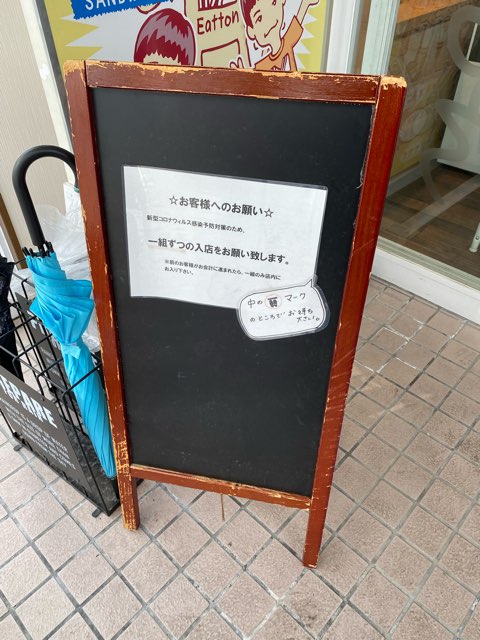 SANDW
Eatton
☆お客様へのお願い☆
新型コロナウィルス感染予防対策のため、
一組ずつの入店をお願い致します。
※前のお客様がお会計に進まれたら、一組のみ店内に
お入り下さい。
中の マーク
のところで お待ち
下さい。